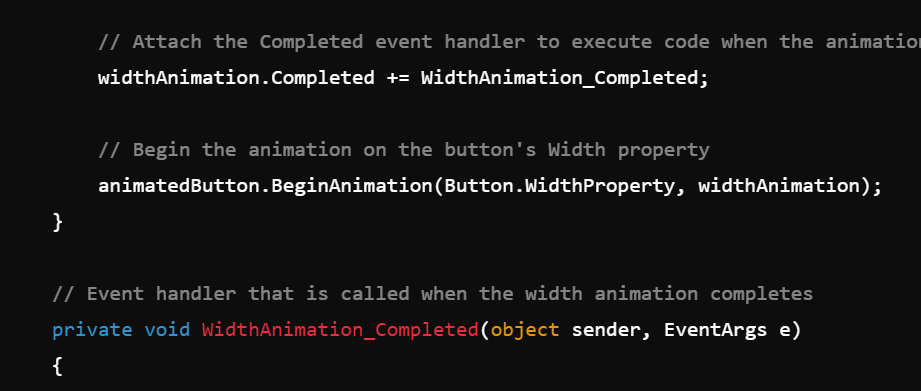 // Attach the Completed event handler to execute code when the animation
widthAnimation.Completed += WidthAnimation_Completed;
// Begin the animation on the button's Width property
animatedButton.BeginAnimation(Button.WidthProperty, widthAnimation);
}
// Event handler that is called when the width animation completes
private void WidthAnimation_Completed(object sender, EventArgs e)
{